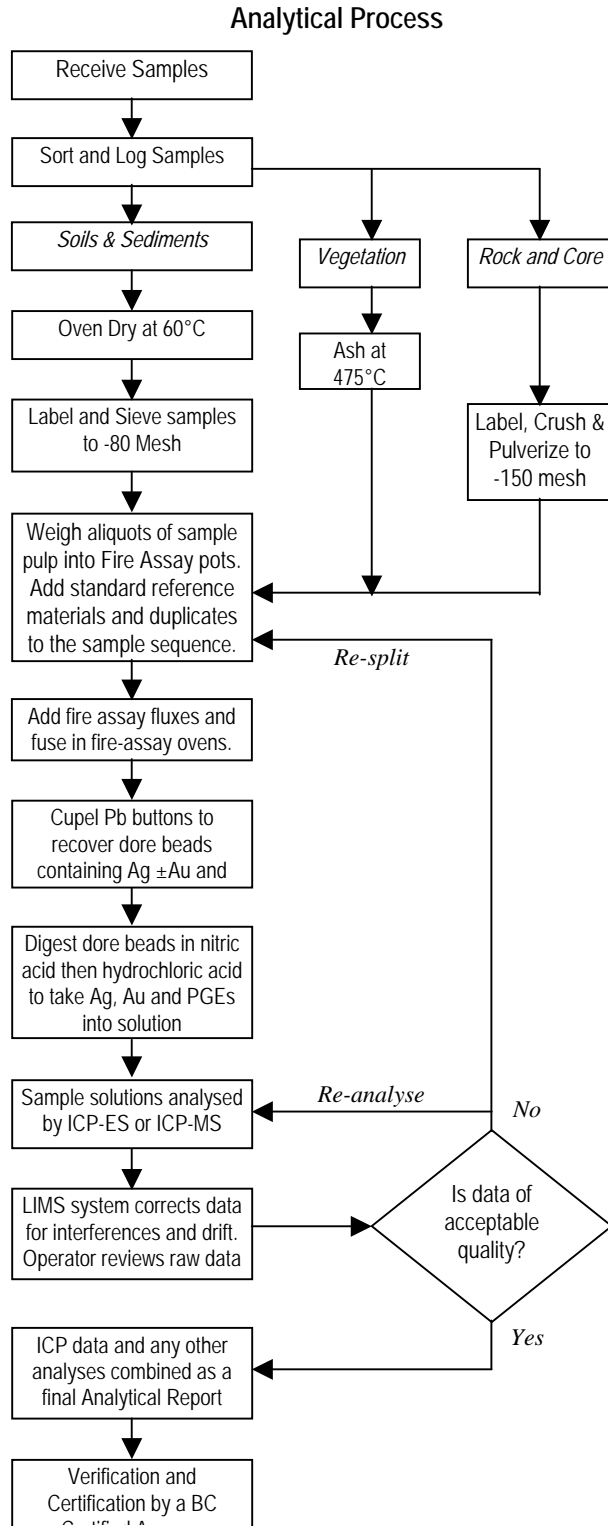 Analytical Process
Receive Samples
Sort and Log Samples
Soils & Sediments
Vegetation
Rock and Core
Oven Dry at 60°C
Ash at
475°C
Label and Sieve samples
to -80 Mesh
Label, Crush &
Pulverize to
-150 mesh
Weigh aliquots of sample
pulp into Fire Assay pots.
Add standard reference
materials and duplicates
to the sample sequence.
Re-split
Add fire assay fluxes and
fuse in fire-assay ovens.
Cupel Pb buttons to
recover dore beads
containing Ag ±Au and
Digest dore beads in nitric
acid then hydrochloric acid
to take Ag, Au and PGEs
into solution
Sample solutions analysed
by ICP-ES or ICP-MS
Re-analyse
No
LIMS system corrects data
for interferences and drift.
Operator reviews raw data
Is data of
acceptable
quality?
Yes
ICP data and any other
analyses combined as a
final Analytical Report
Verification and
Certification by a BC
Certified